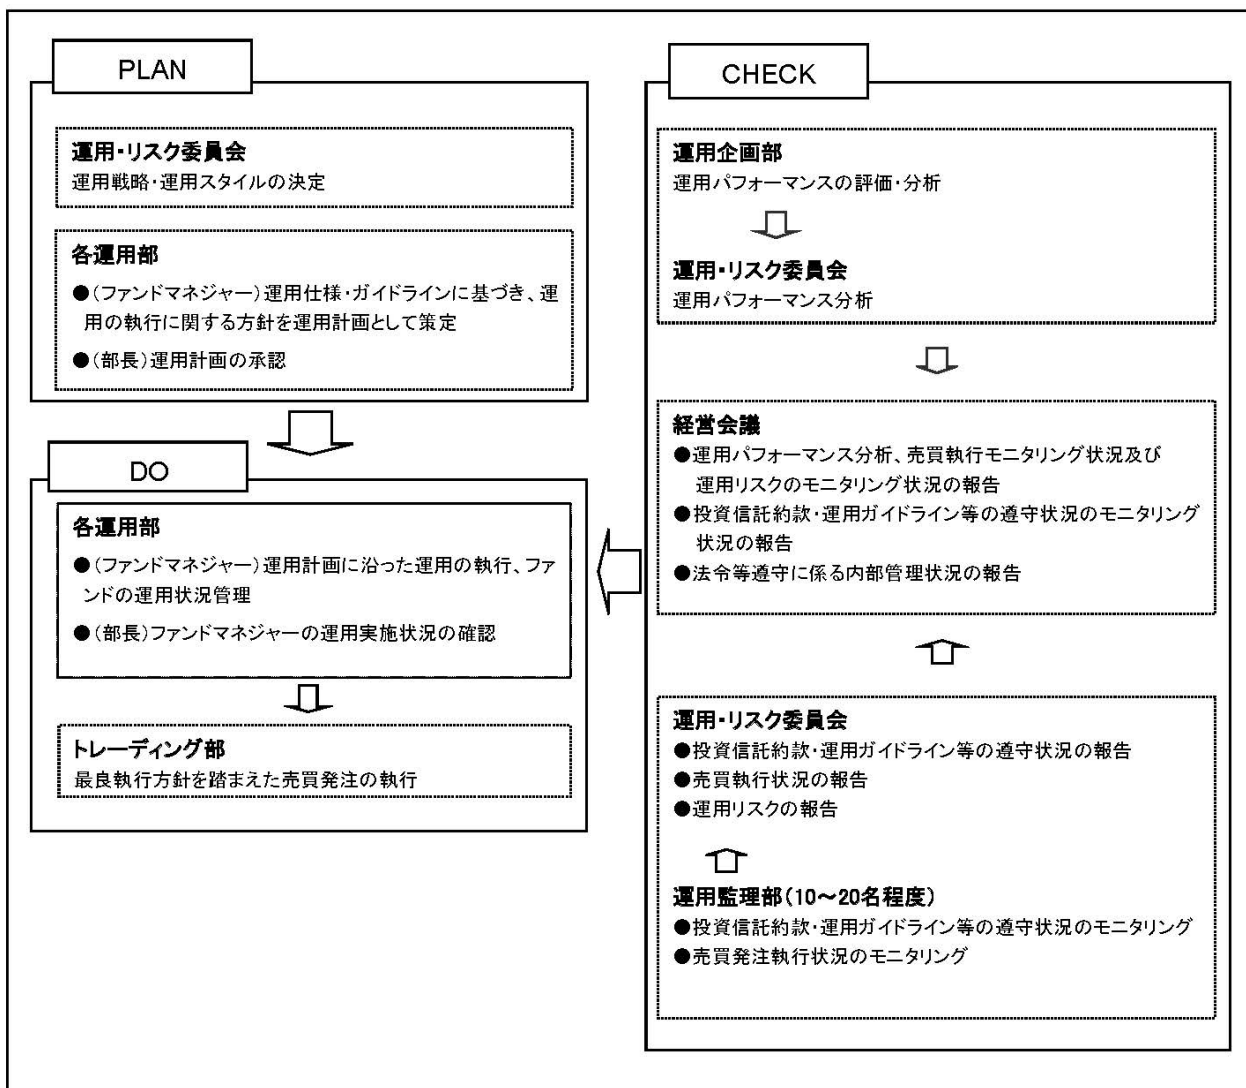 PLAN
運用・リスク委員会
運用戦略・運用スタイルの決定
各運用部
●(ファンドマネジャー)運用仕様・ガイドラインに基づき、運
用の執行に関する方針を運用計画として策定
●(部長)運用計画の承認
DO
各運用部
●(ファンドマネジャー)運用計画に沿った運用の執行、ファ
ンドの運用状況管理
●(部長)ファンドマネジャーの運用実施状況の確認
トレーディング部
最良執行方針を踏まえた売買発注の執行
CHECK
運用企画部
運用パフォーマンスの評価・分析
運用・リスク委員会
運用パフォーマンス分析
経営会議
●運用パフォーマンス分析、売買執行モニタリング状況及び
運用リスクのモニタリング状況の報告
●投資信託約款・運用ガイドライン等の遵守状況のモニタリング
状況の報告
●法令等遵守に係る内部管理状況の報告
運用・リスク委員会
●投資信託約款・運用ガイドライン等の遵守状況の報告
●売買執行状況の報告
●運用リスクの報告
運用監理部(10～20名程度)
●投資信託約款・運用ガイドライン等の遵守状況のモニタリング
●売買発注執行状況のモニタリング